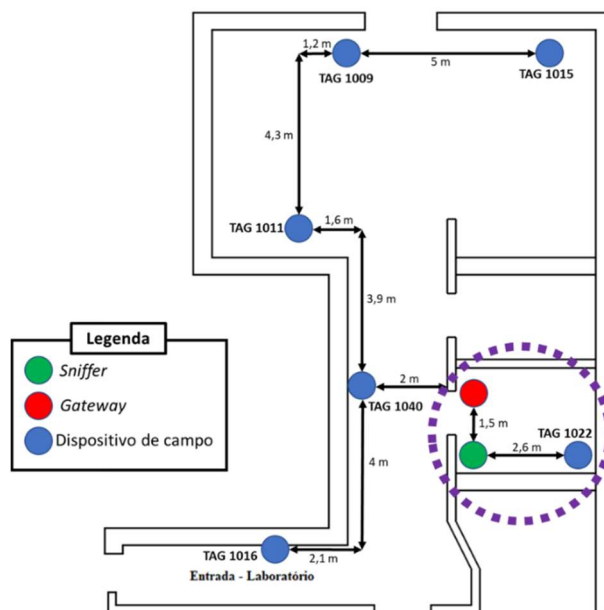 1,2 m
TAG 1009
5 m
TAG 1015
4,3 m
TAG 1011
1,6 m
3,9 m
Legenda
Sniffer
Gateway
Dispositivo de campo
2 m
TAG 1040
1,5 m
TAG 1022
2,6 m
4 m
TAG 1016
2,1 m
Entrada - Laboratório